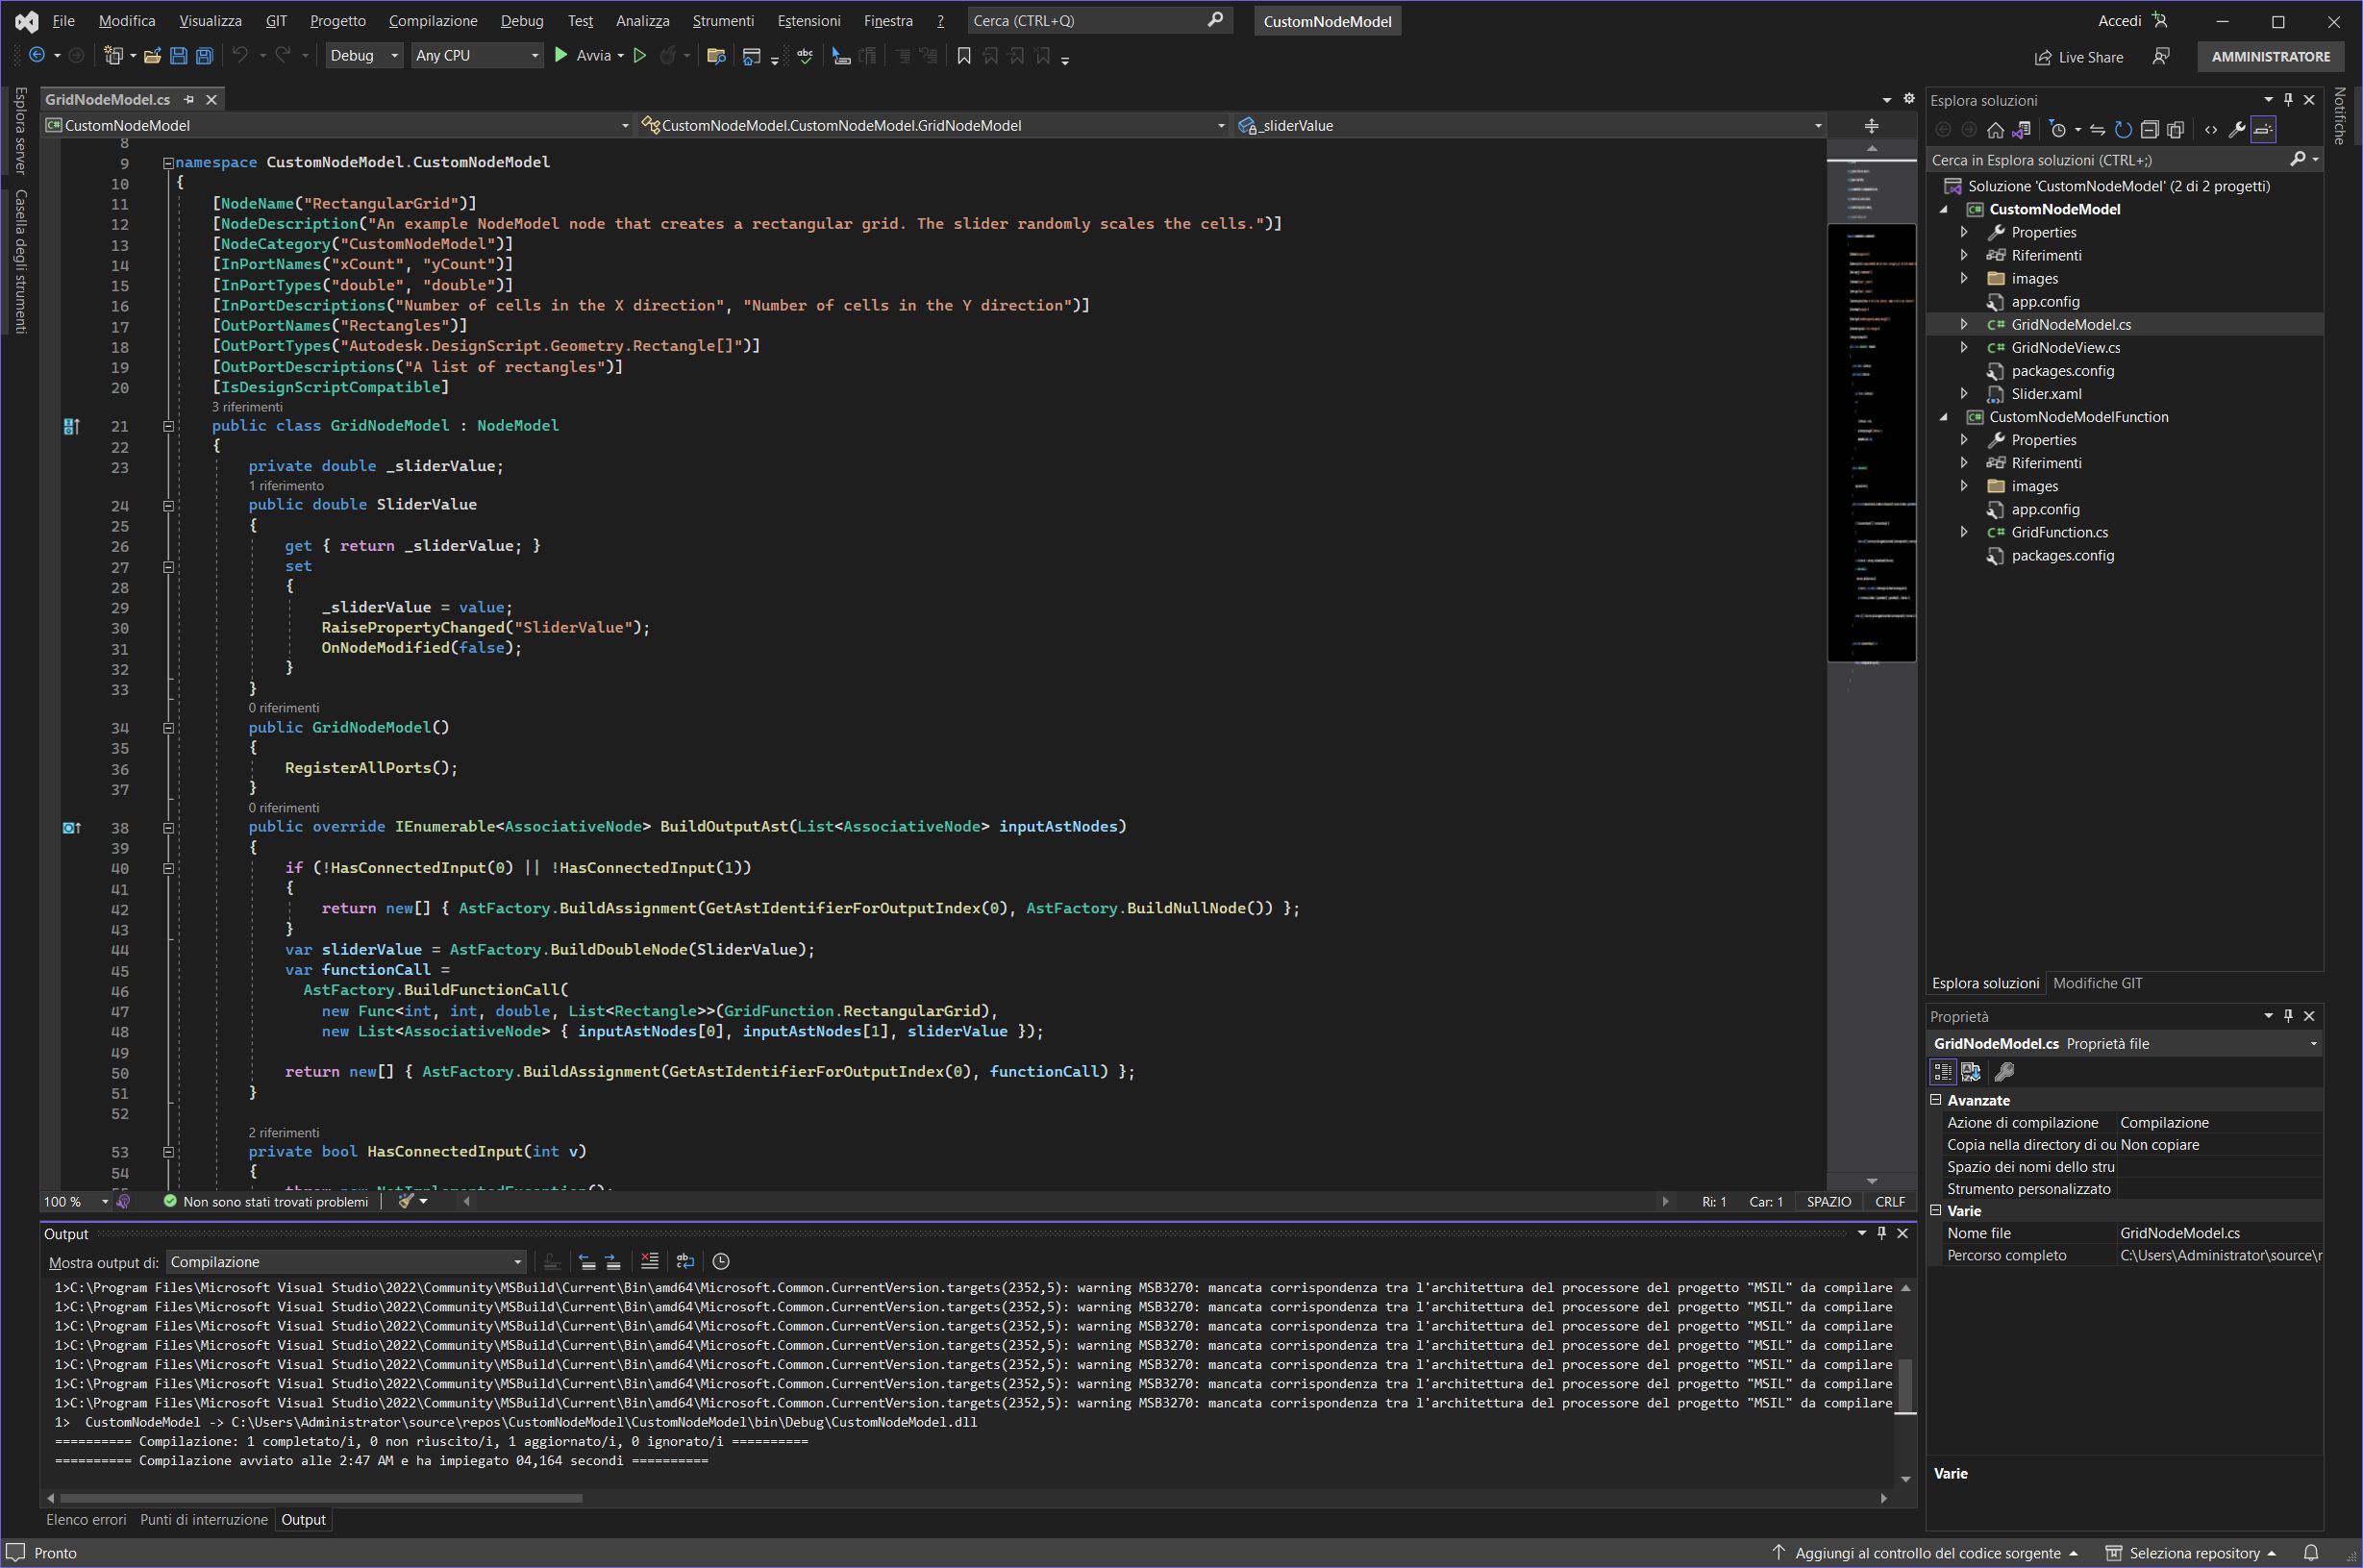 File Modifica Visualizza GIT Progetto Compilazione Debug Test Analizza Strumenti Estensioni Finestra ? Cerca (CTRL+Q) CustomNodeModel Accedi
Debug Any CPU Avvia Live Share AMMINISTRATORE
Esplora server
Casella degli strumenti
GridNodeModel.cs
CustomNodeModel CustomNodeModel.CustomNodeModel.GridNodeModel _sliderValue
8
9 namespace CustomNodeModel.CustomNodeModel
10 {
11 [NodeName("RectangularGrid")]
12 [NodeDescription("An example NodeModel node that creates a rectangular grid. The slider randomly scales the cells.")]
13 [NodeCategory("CustomNodeModel")]
14 [InPortNames("xCount", "yCount")]
15 [InPortTypes("double", "double")]
16 [InPortDescriptions("Number of cells in the X direction", "Number of cells in the Y direction")]
17 [OutPortNames("Rectangles")]
18 [OutPortTypes("Autodesk.DesignScript.Geometry.Rectangle[]")]
19 [OutPortDescriptions("A list of rectangles")]
20 [IsDesignScriptCompatible]
3 riferimenti
21 public class GridNodeModel : NodeModel
22 {
23 private double _sliderValue;
1 riferimento
24 public double SliderValue
25 {
26 get { return _sliderValue; }
27 set
28 {
29 _sliderValue = value;
30 RaisePropertyChanged("SliderValue");
31 OnNodeModified(false);
32 }
33 }
0 riferimenti
34 public GridNodeModel()
35 {
36 RegisterAllPorts();
37 }
0 riferimenti
38 public override IEnumerable<AssociativeNode> BuildOutputAst(List<AssociativeNode> inputAstNodes)
39 {
40 if (!HasConnectedInput(0) || !HasConnectedInput(1))
41 {
42 return new[] { AstFactory.BuildAssignment(GetAstIdentifierForOutputIndex(0), AstFactory.BuildNullNode()) };
43 }
44 var sliderValue = AstFactory.BuildDoubleNode(SliderValue);
45 var functionCall =
46 AstFactory.BuildFunctionCall(
47 new Func<int, int, double, List<Rectangle>>(GridFunction.RectangularGrid),
48 new List<AssociativeNode> { inputAstNodes[0], inputAstNodes[1], sliderValue });
49
50 return new[] { AstFactory.BuildAssignment(GetAstIdentifierForOutputIndex(0), functionCall) };
51 }
52
2 riferimenti
53 private bool HasConnectedInput(int v)
54 {
100 % Non sono stati trovati problemi Ri: 1 Car: 1 SPAZIO CRLF
Output
Mostra output di: Compilazione
1>C:\Program Files\Microsoft Visual Studio\2022\Community\MSBuild\Current\Bin\amd64\Microsoft.Common.CurrentVersion.targets(2352,5): warning MSB3270: mancata corrispondenza tra l'architettura del processore del progetto "MSIL" da compilare
1>C:\Program Files\Microsoft Visual Studio\2022\Community\MSBuild\Current\Bin\amd64\Microsoft.Common.CurrentVersion.targets(2352,5): warning MSB3270: mancata corrispondenza tra l'architettura del processore del progetto "MSIL" da compilare
1>C:\Program Files\Microsoft Visual Studio\2022\Community\MSBuild\Current\Bin\amd64\Microsoft.Common.CurrentVersion.targets(2352,5): warning MSB3270: mancata corrispondenza tra l'architettura del processore del progetto "MSIL" da compilare
1>C:\Program Files\Microsoft Visual Studio\2022\Community\MSBuild\Current\Bin\amd64\Microsoft.Common.CurrentVersion.targets(2352,5): warning MSB3270: mancata corrispondenza tra l'architettura del processore del progetto "MSIL" da compilare
1>C:\Program Files\Microsoft Visual Studio\2022\Community\MSBuild\Current\Bin\amd64\Microsoft.Common.CurrentVersion.targets(2352,5): warning MSB3270: mancata corrispondenza tra l'architettura del processore del progetto "MSIL" da compilare
1>C:\Program Files\Microsoft Visual Studio\2022\Community\MSBuild\Current\Bin\amd64\Microsoft.Common.CurrentVersion.targets(2352,5): warning MSB3270: mancata corrispondenza tra l'architettura del processore del progetto "MSIL" da compilare
1>C:\Program Files\Microsoft Visual Studio\2022\Community\MSBuild\Current\Bin\amd64\Microsoft.Common.CurrentVersion.targets(2352,5): warning MSB3270: mancata corrispondenza tra l'architettura del processore del progetto "MSIL" da compilare
1> CustomNodeModel -> C:\Users\Administrator\source\repos\CustomNodeModel\CustomNodeModel\bin\Debug\CustomNodeModel.dll
========== Compilazione: 1 completato/i, 0 non riuscito/i, 1 aggiornato/i, 0 ignorato/i ==========
========== Compilazione avviato alle 2:47 AM e ha impiegato 04,164 secondi ==========
Elenco errori Punti di interruzione Output
Esplora soluzioni
Cerca in Esplora soluzioni (CTRL+;)
Soluzione 'CustomNodeModel' (2 di 2 progetti)
CustomNodeModel
Properties
Riferimenti
images
app.config
GridNodeModel.cs
GridNodeView.cs
packages.config
Slider.xaml
CustomNodeModelFunction
Properties
Riferimenti
images
app.config
GridFunction.cs
packages.config
Esplora soluzioni Modifiche GIT
Proprietà
GridNodeModel.cs Proprietà file
Avanzate
Azione di compilazione Compilazione
Copia nella directory di ou Non copiare
Spazio dei nomi dello stru
Strumento personalizzato
Varie
Nome file GridNodeModel.cs
Percorso completo C:\Users\Administrator\source\r
Varie
Notifiche
Pronto Aggiungi al controllo del codice sorgente Seleziona repository